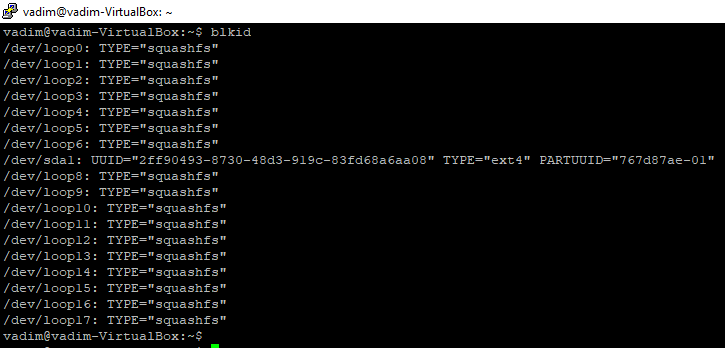 vadim@vadim-VirtualBox: ~
vadim@vadim-VirtualBox:~$ blkid
/dev/loop0: TYPE="squashfs"
/dev/loop1: TYPE="squashfs"
/dev/loop2: TYPE="squashfs"
/dev/loop3: TYPE="squashfs"
/dev/loop4: TYPE="squashfs"
/dev/loop5: TYPE="squashfs"
/dev/loop6: TYPE="squashfs"
/dev/sda1: UUID="2ff90493-8730-48d3-919c-83fd68a6aa08" TYPE="ext4" PARTUUID="767d87ae-01"
/dev/loop8: TYPE="squashfs"
/dev/loop9: TYPE="squashfs"
/dev/loop10: TYPE="squashfs"
/dev/loop11: TYPE="squashfs"
/dev/loop12: TYPE="squashfs"
/dev/loop13: TYPE="squashfs"
/dev/loop14: TYPE="squashfs"
/dev/loop15: TYPE="squashfs"
/dev/loop16: TYPE="squashfs"
/dev/loop17: TYPE="squashfs"
vadim@vadim-VirtualBox:~$